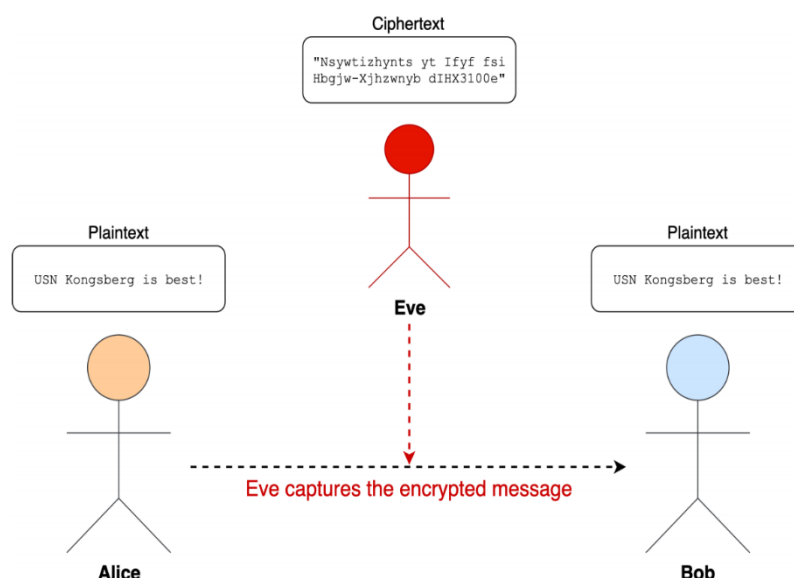 Ciphertext
"Nsywtizhynts yt Ifyf fsi
Hbgjw-Xjhzwnyb dIHX3100e"
Plaintext
USN Kongsberg is best!
Eve
Plaintext
USN Kongsberg is best!
Eve captures the encrypted message
Alice
Bob